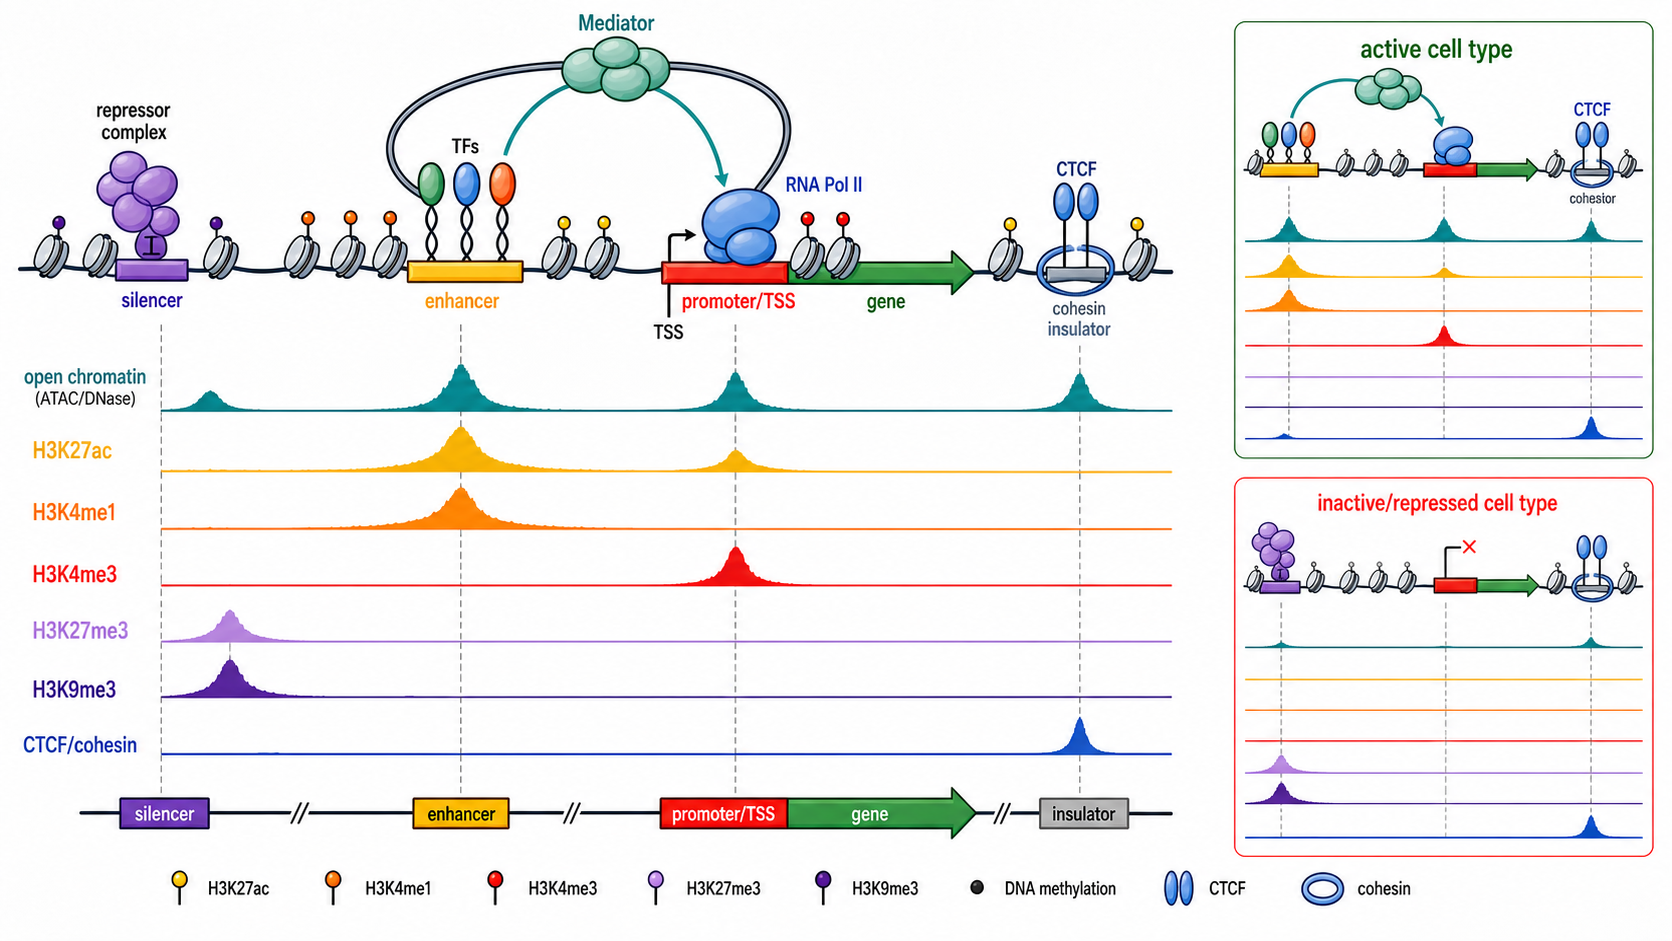 Mediator
repressor
complex
TFs
RNA Pol II
CTCF
silencer
enhancer
promoter/TSS
gene
TSS
cohesin
insulator
open chromatin
(ATAC/DNase)
H3K27ac
H3K4me1
H3K4me3
H3K27me3
H3K9me3
CTCF/cohesin
silencer
enhancer
promoter/TSS
gene
insulator
H3K27ac
H3K4me1
H3K4me3
H3K27me3
H3K9me3
DNA methylation
CTCF
cohesin
active cell type
CTCF
cohestor
inactive/repressed cell type